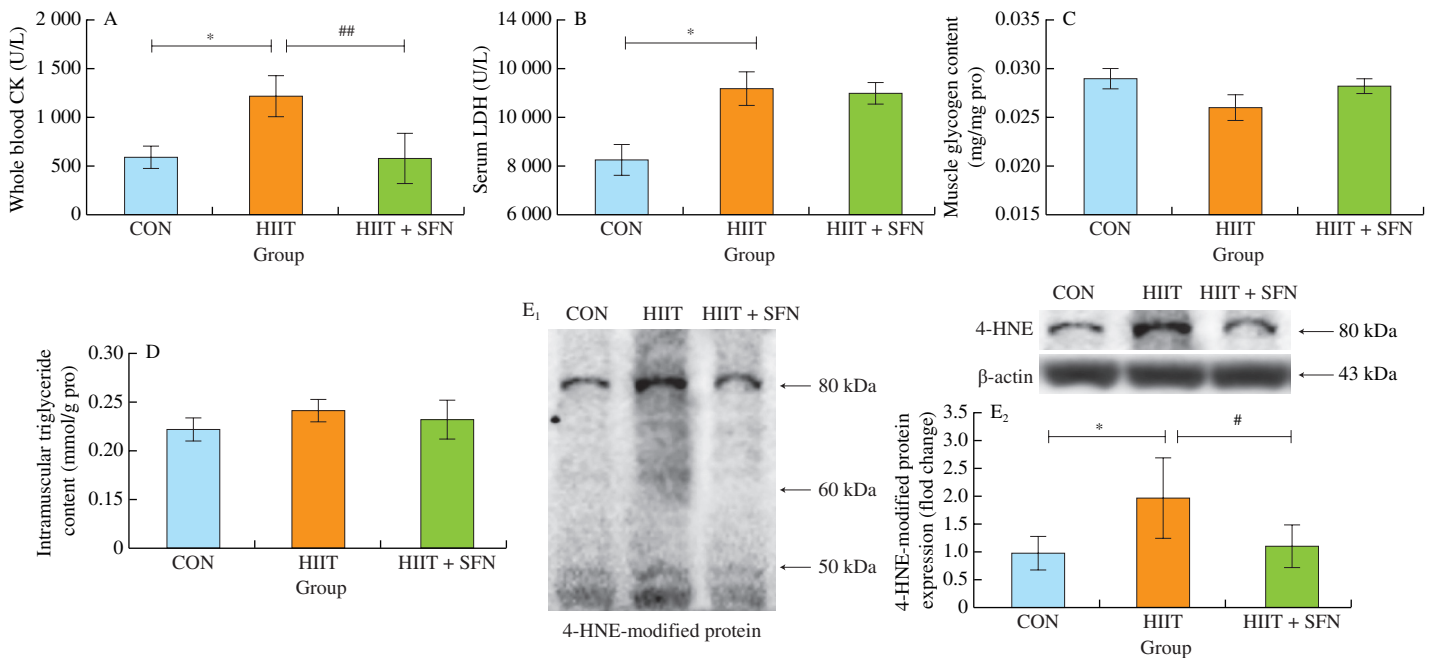 A
Whole blood CK (U/L)
2 000
1 500
1 000
500
0
*
##
CON
HIIT
HIIT + SFN
Group
B
Serum LDH (U/L)
14 000
10 000
10 000
8 000
6 000
*
CON
HIIT
HIIT + SFN
Group
C
Muscle glycogen content
(mg/mg pro)
0.035
0.030
0.025
0.020
0.015
CON
HIIT
HIIT + SFN
Group
D
Intramuscular triglyceride
content (mmol/g pro)
0.30
0.25
0.20
0.15
0
CON
HIIT
HIIT + SFN
Group
E1
CON
HIIT
HIIT + SFN
80 kDa
60 kDa
50 kDa
4-HNE-modified protein
CON
HIIT
HIIT + SFN
4-HNE
80 kDa
β-actin
43 kDa
E2
4-HNE-modified protein
expression (flod change)
3.5
3.0
2.5
2.0
1.5
1.0
0.5
0
*
#
CON
HIIT
HIIT + SFN
Group